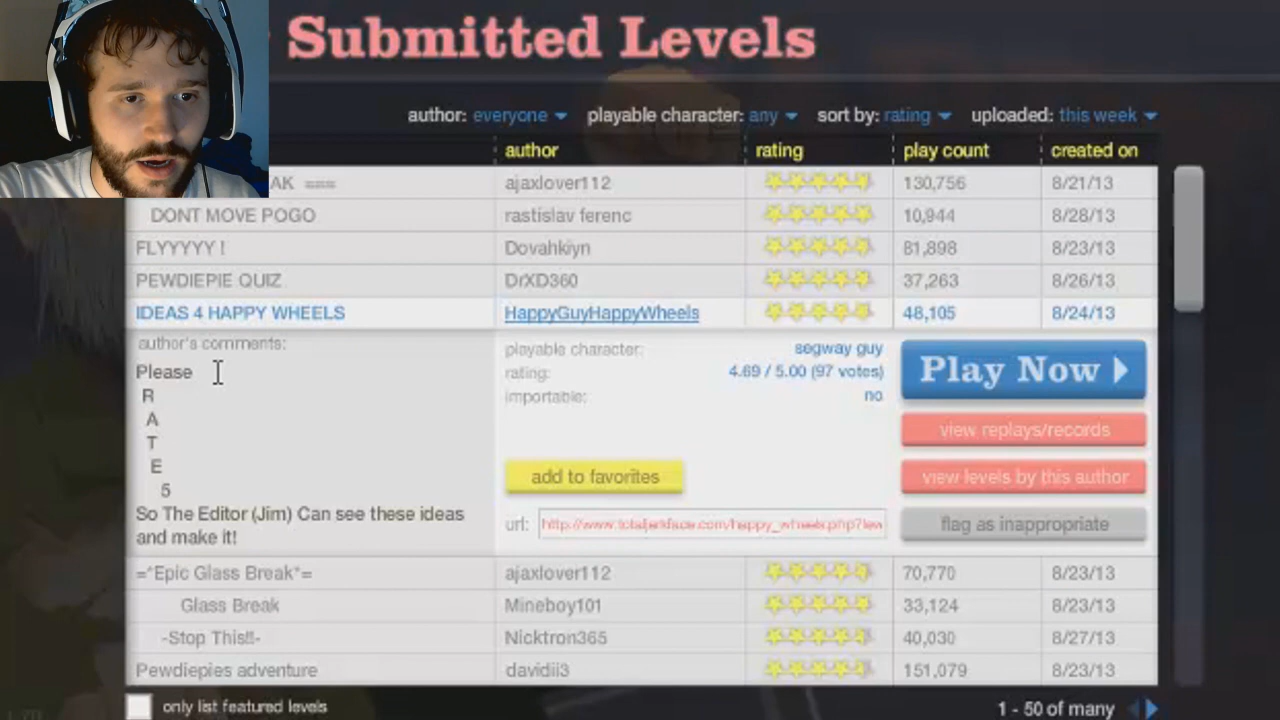 Submitted Levels
author: everyone playable character: any sort by: rating uploaded: this week
author rating play count created on
AK === ajaxlover112 130,756 8/21/13
DONT MOVE POGO rastislav ferenc 10,944 8/28/13
FLYYYYY ! Dovahkiyn 81,898 8/23/13
PEWDIEPIE QUIZ DrXD360 37,263 8/26/13
IDEAS 4 HAPPY WHEELS HappyGuyHappyWheels 48,105 8/24/13
author's comments:
Please
R
A
T
E
5
So The Editor (Jim) Can see these ideas
and make it!
playable character: segway guy
rating: 4.69 / 5.00 (97 votes)
importable: no
add to favorites
url: http://www.totaljerkface.com/happy_wheels.php?lev
Play Now
view replays/records
view levels by this author
flag as inappropriate
=*Epic Glass Break*= ajaxlover112 70,770 8/23/13
Glass Break Mineboy101 33,124 8/23/13
-Stop This!!- Nicktron365 40,030 8/27/13
Pewdiepies adventure davidii3 151,079 8/23/13
only list featured levels
1 - 50 of many